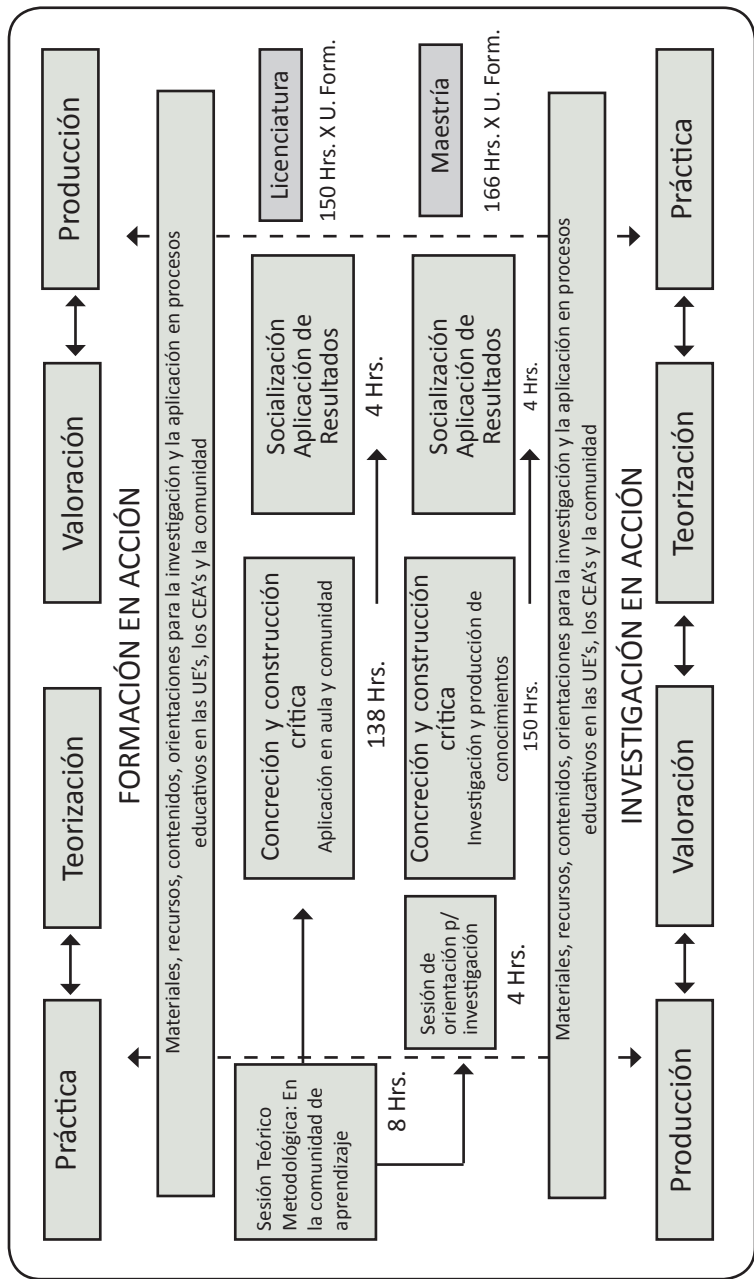 Práctica
Teorización
Valoración
Producción
FORMACIÓN EN ACCIÓN
Materiales, recursos, contenidos, orientaciones para la investigación y la aplicación en procesos
educativos en las UE's, los CEA's y la comunidad
Sesión Teórico
Metodológica: En
la comunidad de
aprendizaje
8 Hrs.
Concreción y construcción
crítica
Aplicación en aula y comunidad
138 Hrs.
Socialización
Aplicación de
Resultados
4 Hrs.
Licenciatura
150 Hrs. X U. Form.
Sesión de
orientación p/
investigación
4 Hrs.
Concreción y construcción
crítica
Investigación y producción de
conocimientos
150 Hrs.
Socialización
Aplicación de
Resultados
4 Hrs.
Maestría
166 Hrs. X U. Form.
Materiales, recursos, contenidos, orientaciones para la investigación y la aplicación en procesos
educativos en las UE's, los CEA's y la comunidad
INVESTIGACIÓN EN ACCIÓN
Producción
Valoración
Teorización
Práctica